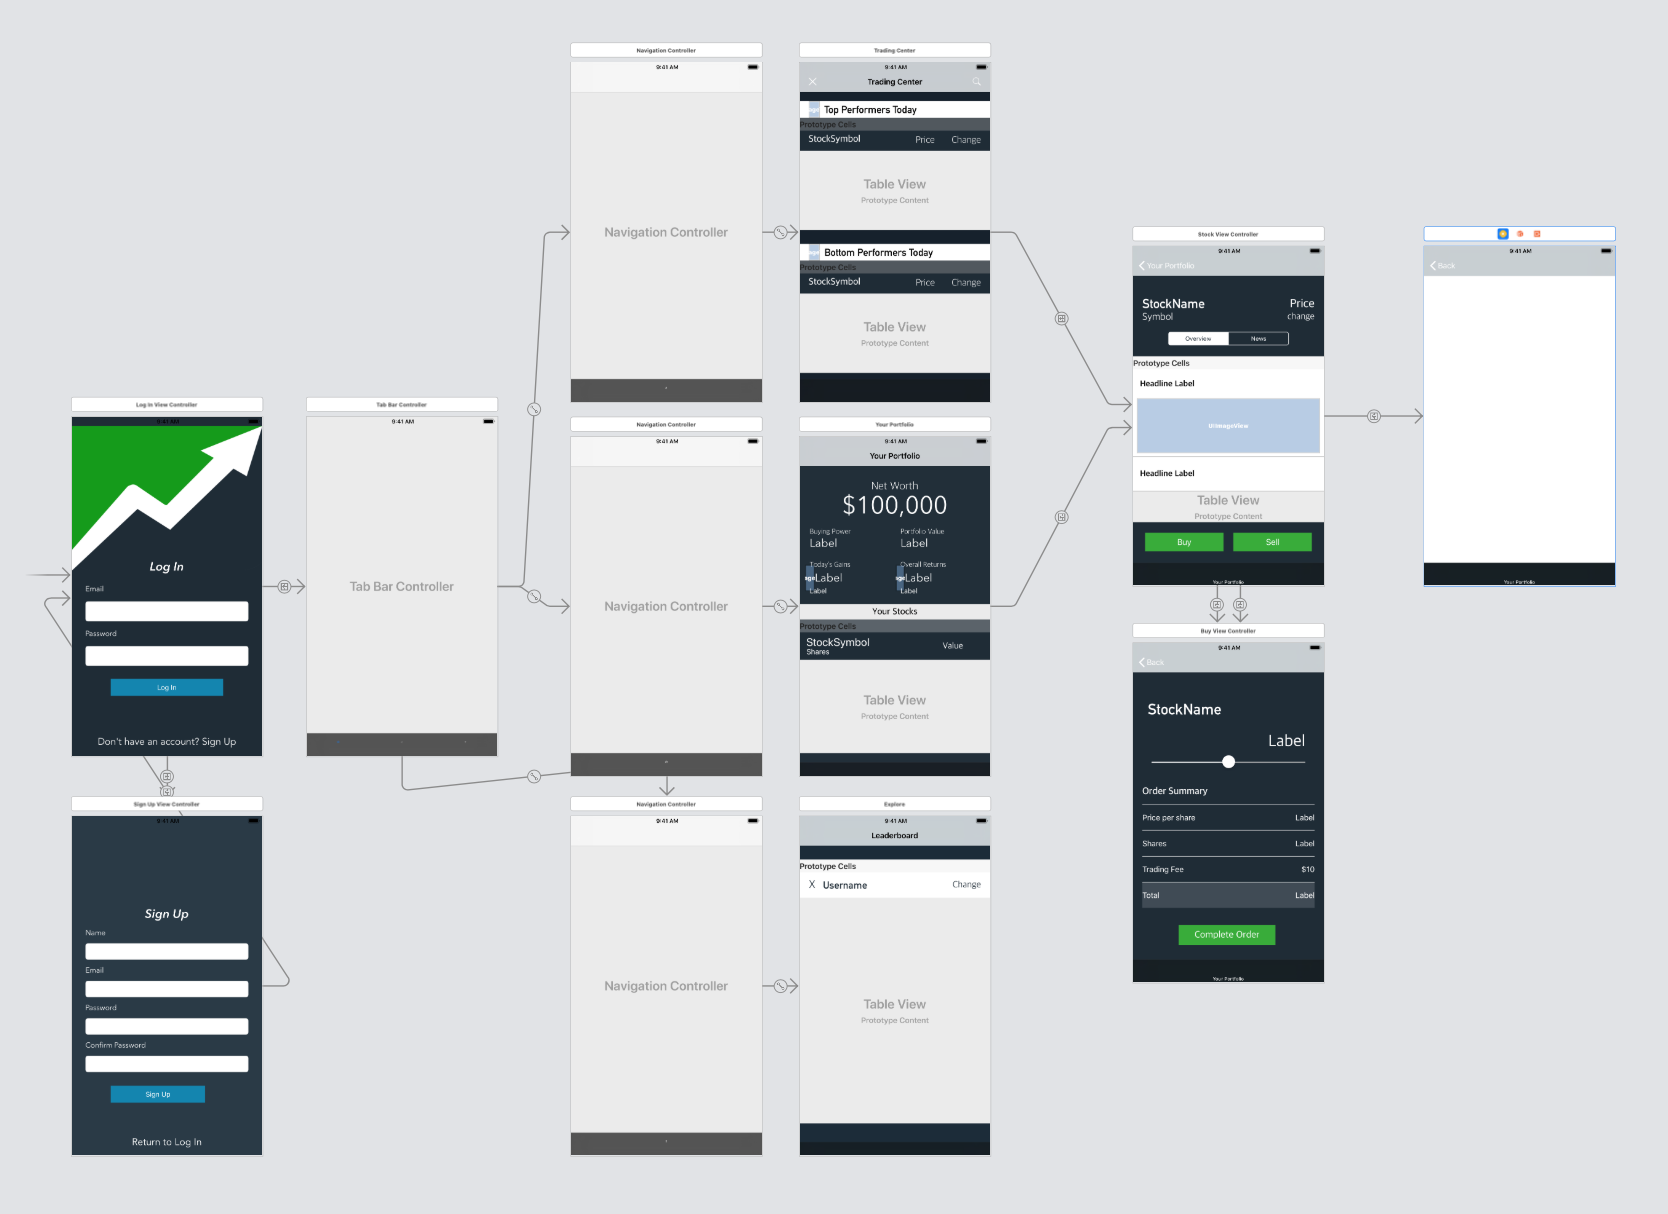 Navigation Controller
9:41 AM
Navigation Controller
Trading Center
9:41 AM
Trading Center
Top Performers Today
Prototype Cells
StockSymbol Price Change
Table View
Prototype Content
Bottom Performers Today
Prototype Cells
StockSymbol Price Change
Table View
Prototype Content
Stock View Controller
9:41 AM
Your Portfolio
StockName Price
Symbol change
Overview News
Prototype Cells
Headline Label
UIImageView
Headline Label
Table View
Prototype Content
Buy Sell
Your Portfolio
9:41 AM
Back
Your Portfolio
Log In View Controller
9:41 AM
Log In
Email
Password
Log In
Don't have an account? Sign Up
Tab Bar Controller
9:41 AM
Tab Bar Controller
Navigation Controller
9:41 AM
Navigation Controller
Your Portfolio
9:41 AM
Your Portfolio
Net Worth
$100,000
Buying Power Portfolio Value
Label Label
Today's Gains Overall Returns
Label Label
Label Label
Your Stocks
Prototype Cells
StockSymbol Value
Shares
Table View
Prototype Content
Buy View Controller
9:41 AM
Back
StockName
Label
Order Summary
Price per share Label
Shares Label
Trading Fee $10
Total Label
Complete Order
Your Portfolio
Sign Up View Controller
9:41 AM
Sign Up
Name
Email
Password
Confirm Password
Sign Up
Return to Log In
Navigation Controller
9:41 AM
Navigation Controller
Explore
9:41 AM
Leaderboard
Prototype Cells
X Username Change
Table View
Prototype Content